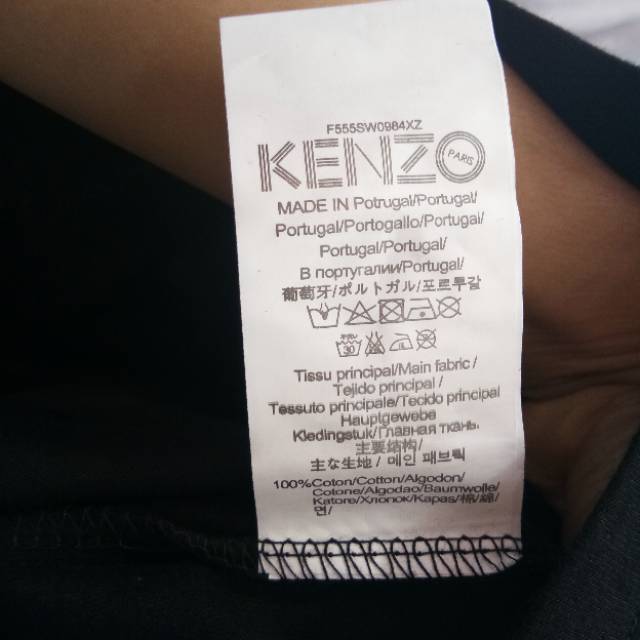 F555SW0984XZ
KENZO PARIS
MADE IN Potrugal/Portugal/
Portugal/Portogallo/Portugal/
Portugal/Portugal/
В португалии/Portugal/
葡萄牙/ポルトガル/포르투갈
30
Tissu principal/Main fabric/
Tejido principal/
Tessuto principale/Tecido principal
Hauptgewebe
Kledingstuk/Главная ткань
主要结构/
主な生地/메인 패브릭
100%Coton/Cotton/Algodon/
Cotone/Algodao/Baumwolle/
Katoen/Хлопок/Kapas/棉/綿/
면/